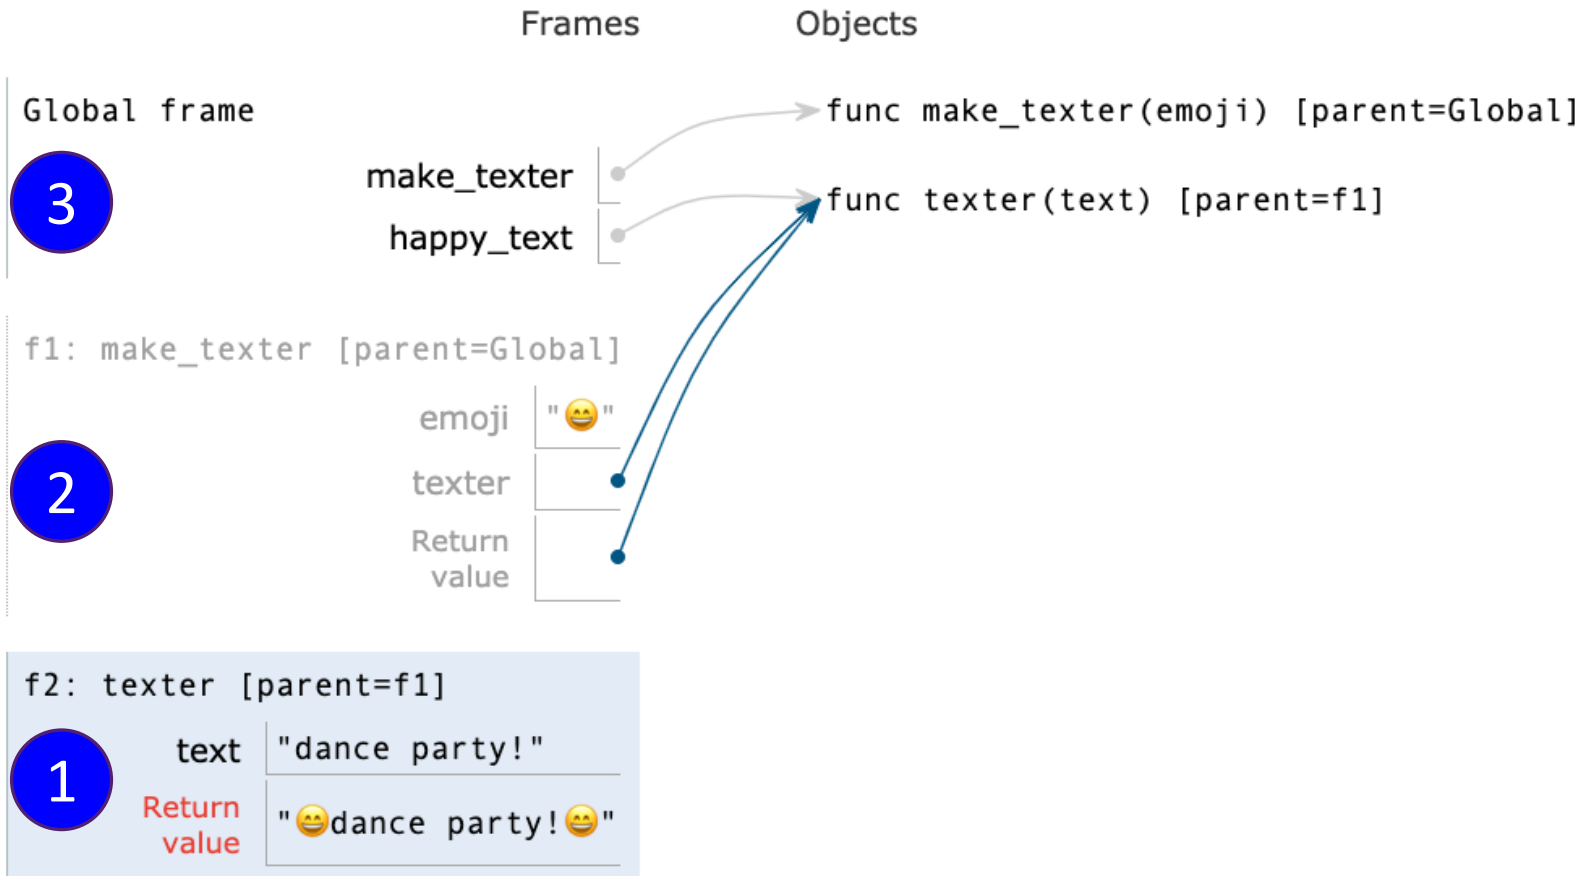 Frames Objects
Global frame
3
make_texter
happy_text
func make_texter(emoji) [parent=Global]
func texter(text) [parent=f1]
f1: make_texter [parent=Global]
2
emoji "😄"
texter
Return
value
f2: texter [parent=f1]
1
text "dance party!"
Return
value
"😄dance party!😄"